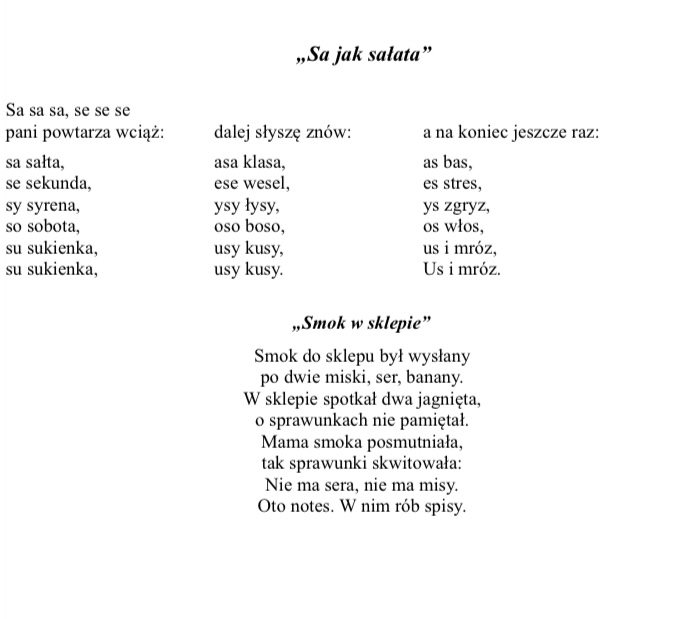 „Sa jak sałata”
Sa sa sa, se se se
pani powtarza wciąż:
sa sałta,
se sekunda,
sy syrena,
so sobota,
su sukienka,
su sukienka,
dalej słyszę znów:
asa klasa,
ese wesel,
ysy łysy,
oso boso,
usy kusy,
usy kusy.
a na koniec jeszcze raz:
as bas,
es stres,
ys zgryz,
os włos,
us i mróz,
Us i mróz.
„Smok w sklepie”
Smok do sklepu był wysłany
po dwie miski, ser, banany.
W sklepie spotkał dwa jagnięta,
o sprawunkach nie pamiętał.
Mama smoka posmutniała,
tak sprawunki skwitowała:
Nie ma sera, nie ma misy.
Oto notes. W nim rób spisy.